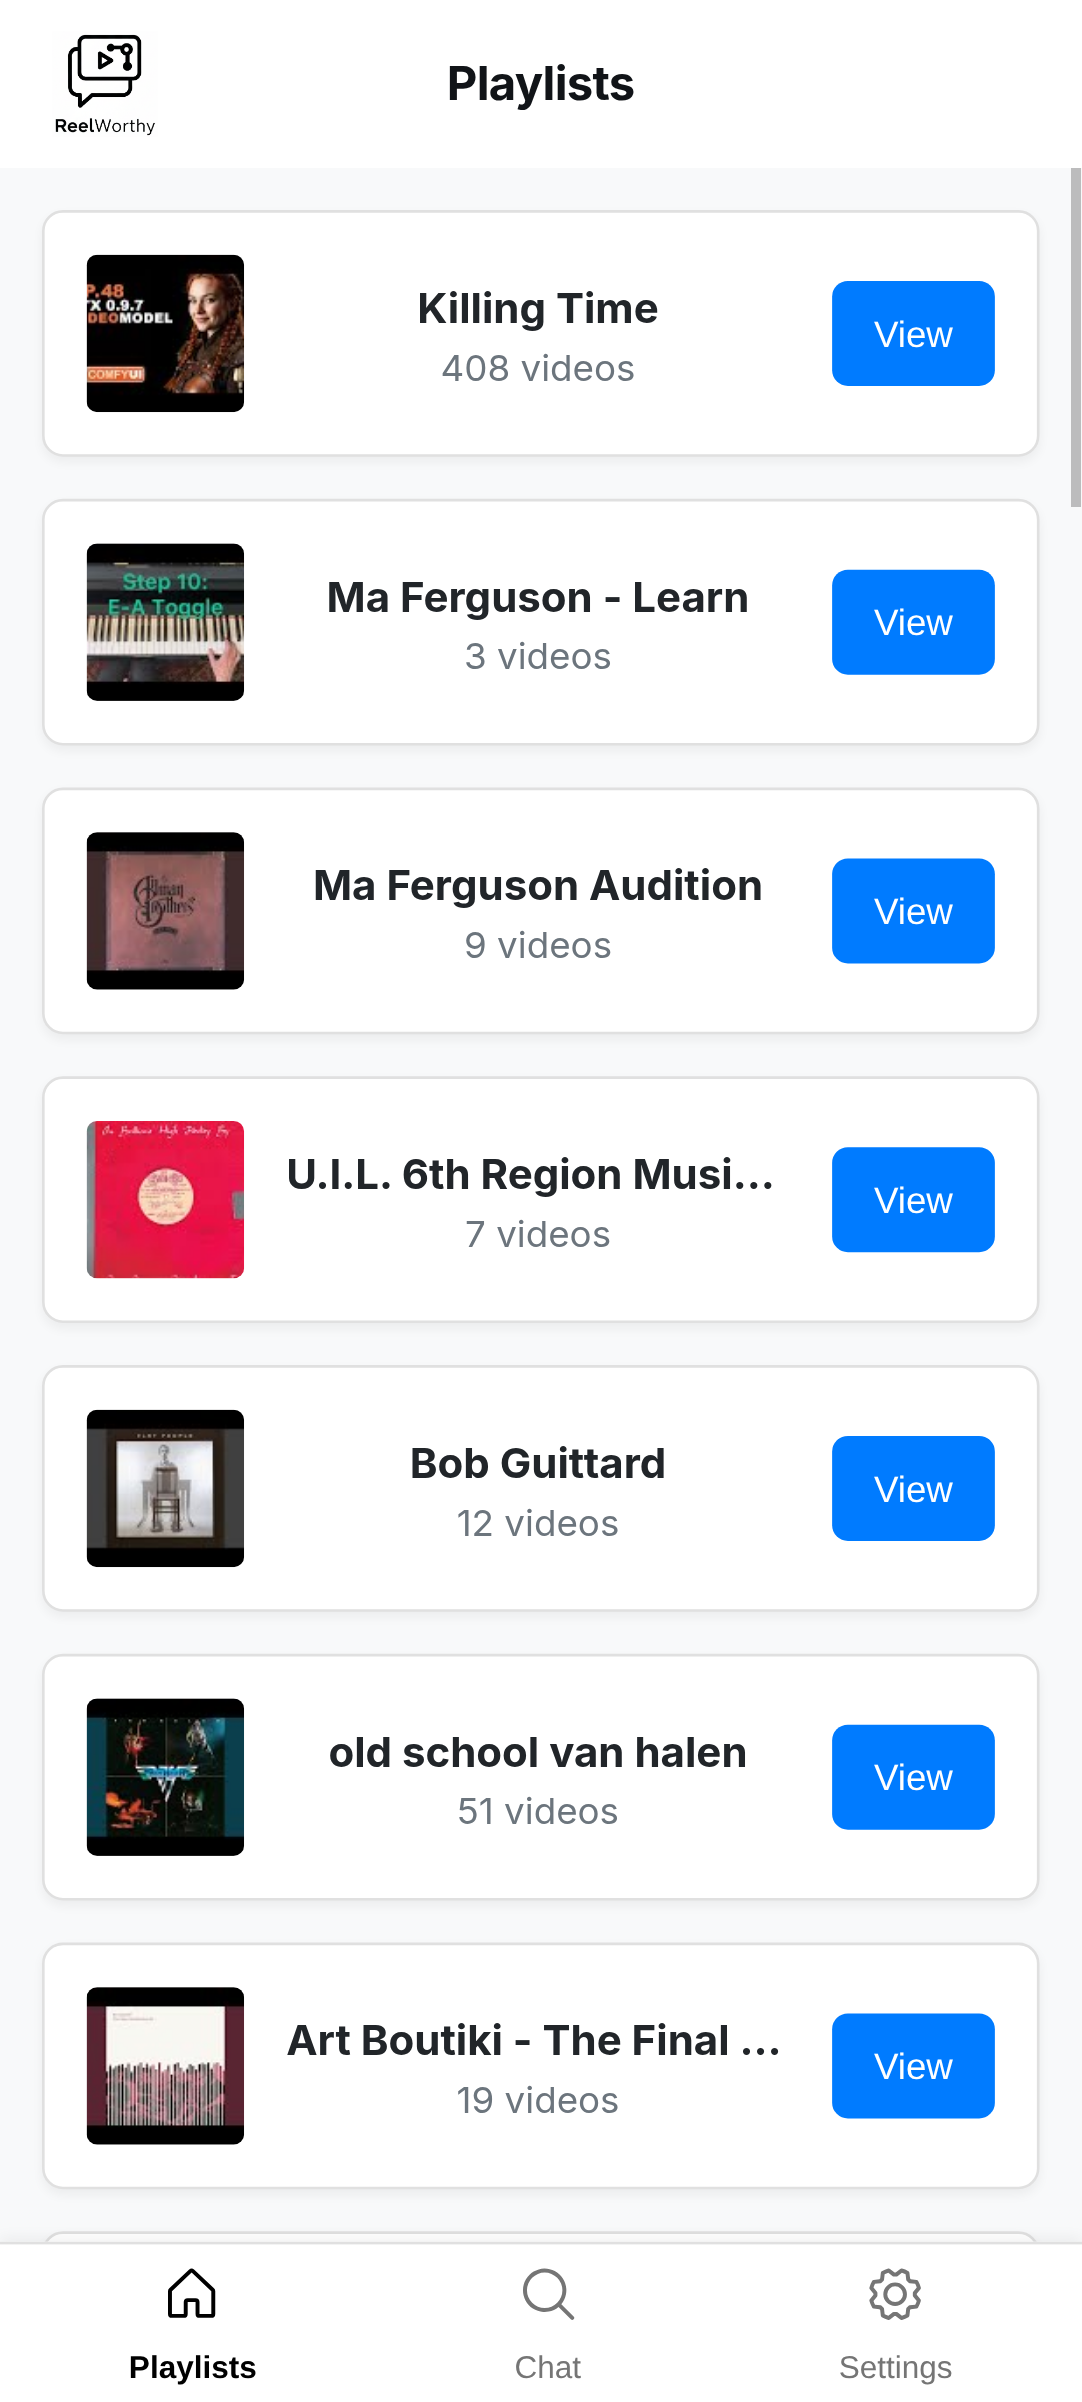 ReelWorthy
Playlists
P.48
X 0.9.7
DEOMODEL
COMFYUI
Killing Time
408 videos
View
Step 10:
E-A Toggle
Ma Ferguson - Learn
3 videos
View
Allman
Brothers
Ma Ferguson Audition
9 videos
View
U.I.L. 6th Region Musi...
7 videos
View
Bob Guittard
12 videos
View
old school van halen
51 videos
View
Art Boutiki - The Final ...
19 videos
View
Playlists
Chat
Settings